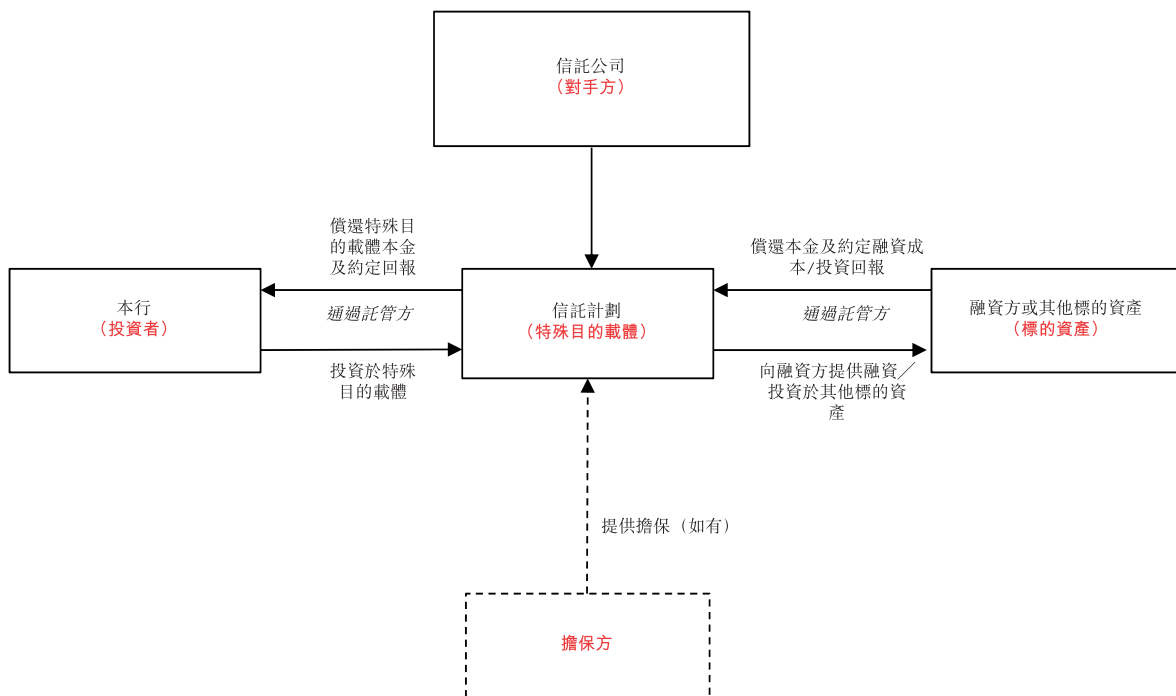 信託公司
（對手方）
償還特殊目
的載體本金
及約定回報
償還本金及約定融資成
本/投資回報
本行
（投資者）
通過託管方
信託計劃
（特殊目的載體）
通過託管方
融資方或其他標的資產
（標的資產）
投資於特殊
目的載體
向融資方提供融資／
投資於其他標的資
產
提供擔保（如有）
擔保方